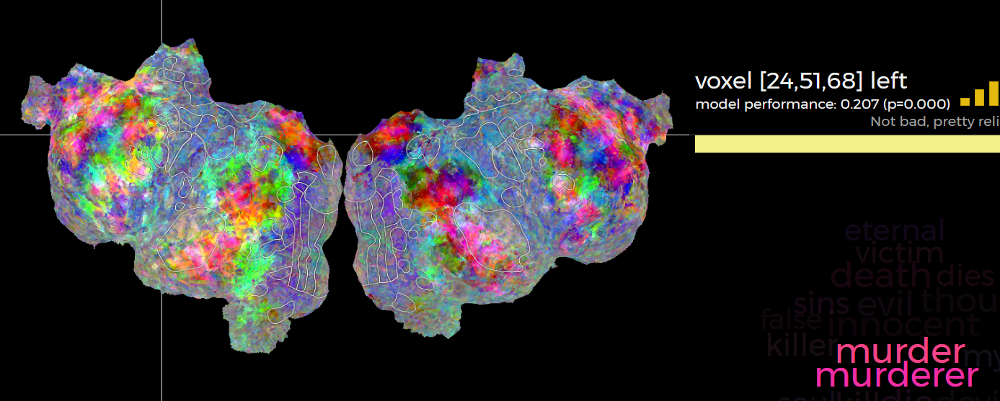 voxel [24,51,68] left
model performance: 0.207 (p=0.000)
Not bad, pretty reli
eternal
victim
death dies
sins evil thou
false innocent
killer murder my
murderer